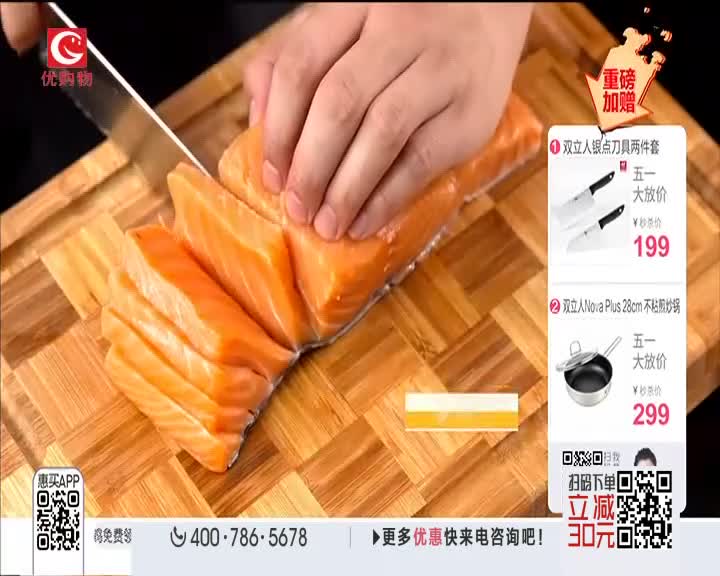 优购物
重磅
加赠
1 双立人银点刀具两件套
五一
大放价
¥秒杀价
199
2 双立人Nova Plus 28cm 不粘煎炒锅
五一
大放价
¥秒杀价
299
扫我
扫码下单
立减
30元
惠买APP
鸡免费领
400·786·5678
更多优惠快来电咨询吧!